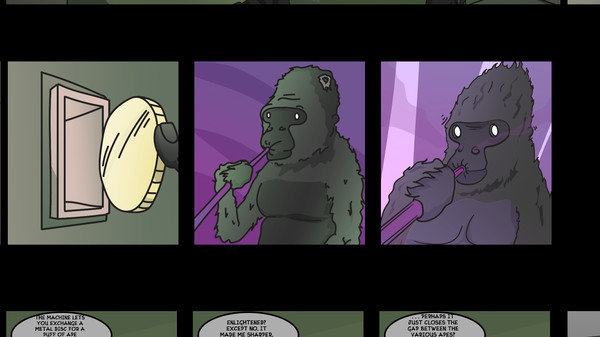 THE MACHINE LETS
YOU EXCHANGE A
METAL DISC FOR A
PUFF OF APE
ENLIGHTENED?
EXCEPT NO, IT
MADE ME SHARPER,
...PERHAPS IT
JUST CLOSES THE
GAP BETWEEN THE
VARIOUS APES?